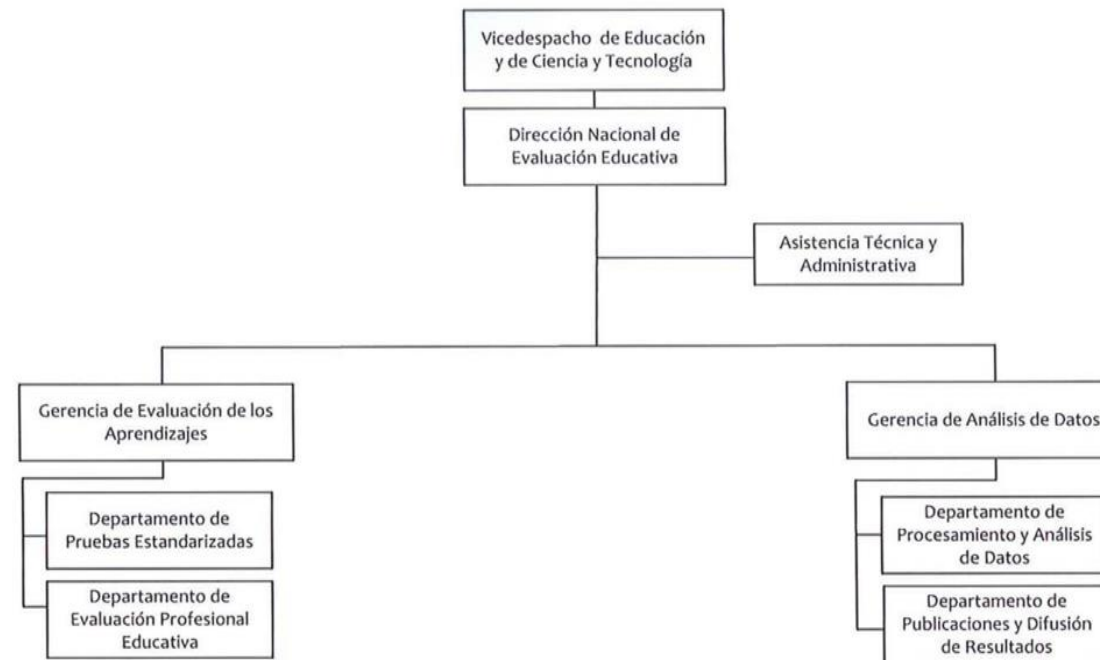 Vicedespacho de Educación
y de Ciencia y Tecnología
Dirección Nacional de
Evaluación Educativa
Asistencia Técnica y
Administrativa
Gerencia de Evaluación de los
Aprendizajes
Gerencia de Análisis de Datos
Departamento de
Pruebas Estandarizadas
Departamento de
Evaluación Profesional
Educativa
Departamento de
Procesamiento y Análisis
de Datos
Departamento de
Publicaciones y Difusión
de Resultados